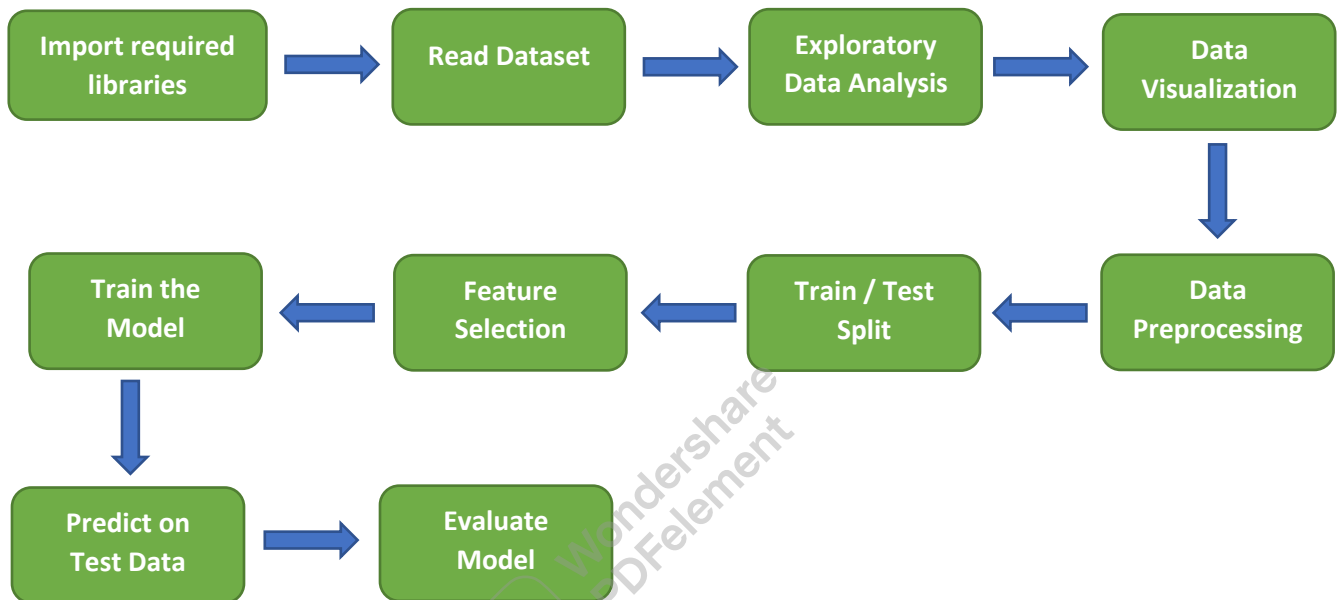 Import required
libraries
Read Dataset
Exploratory
Data Analysis
Data
Visualization
Data
Preprocessing
Train / Test
Split
Feature
Selection
Train the
Model
Predict on
Test Data
Evaluate
Model
Wondershare
PDFelement